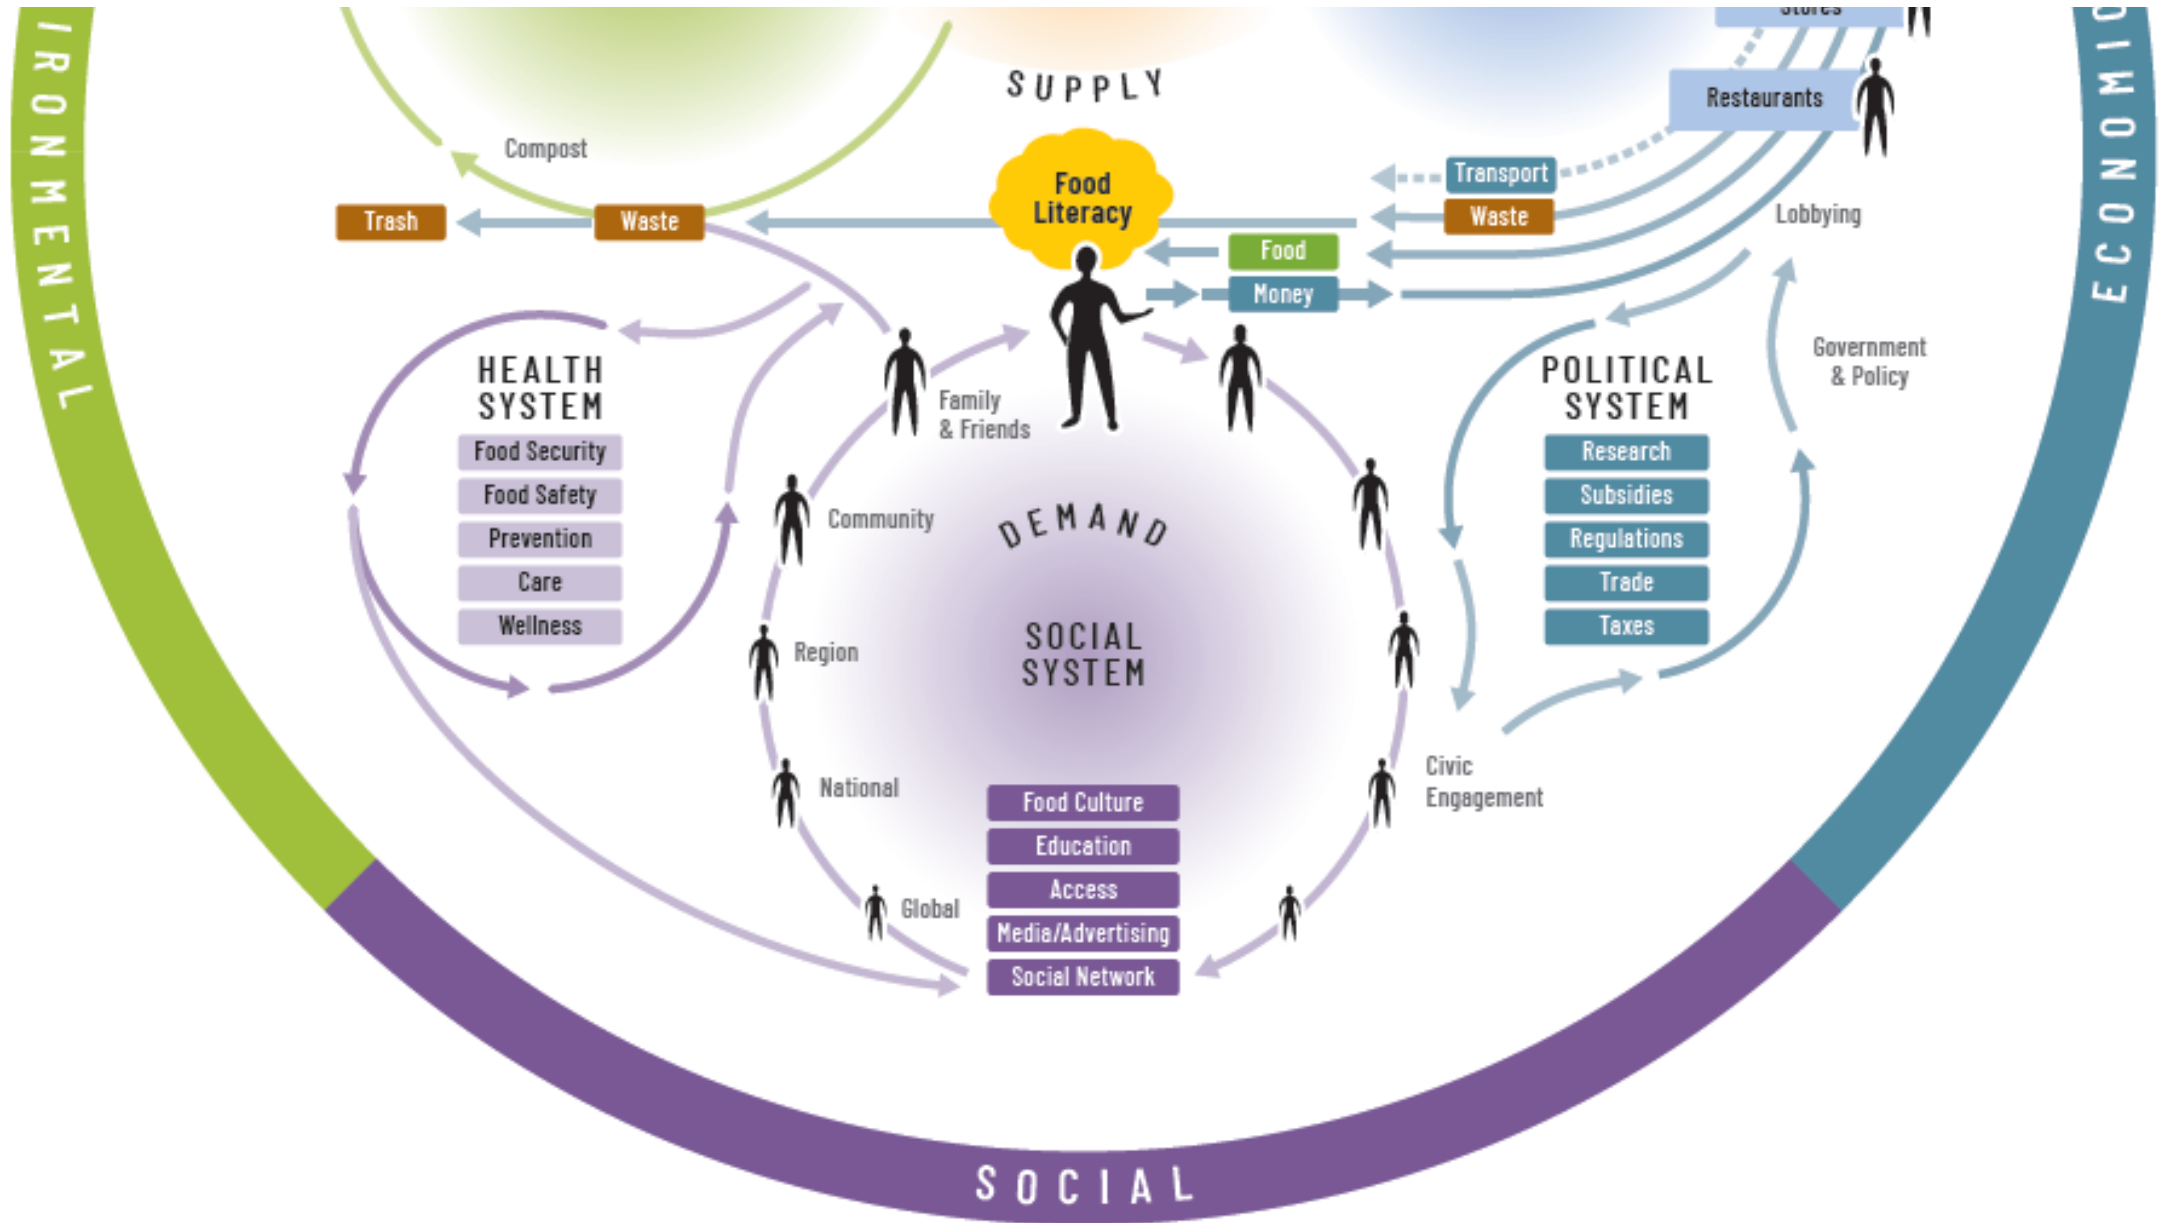 IRONMENTAL
Stores
ECONOMIC
SUPPLY
Restaurants
Compost
Food
Literacy
Transport
Trash
Waste
Waste
Lobbying
Food
Money
HEALTH
SYSTEM
Food Security
Food Safety
Prevention
Care
Wellness
Family
& Friends
Community
Region
National
Global
DEMAND
SOCIAL
SYSTEM
Food Culture
Education
Access
Media/Advertising
Social Network
POLITICAL
SYSTEM
Research
Subsidies
Regulations
Trade
Taxes
Government
& Policy
Civic
Engagement
SOCIAL